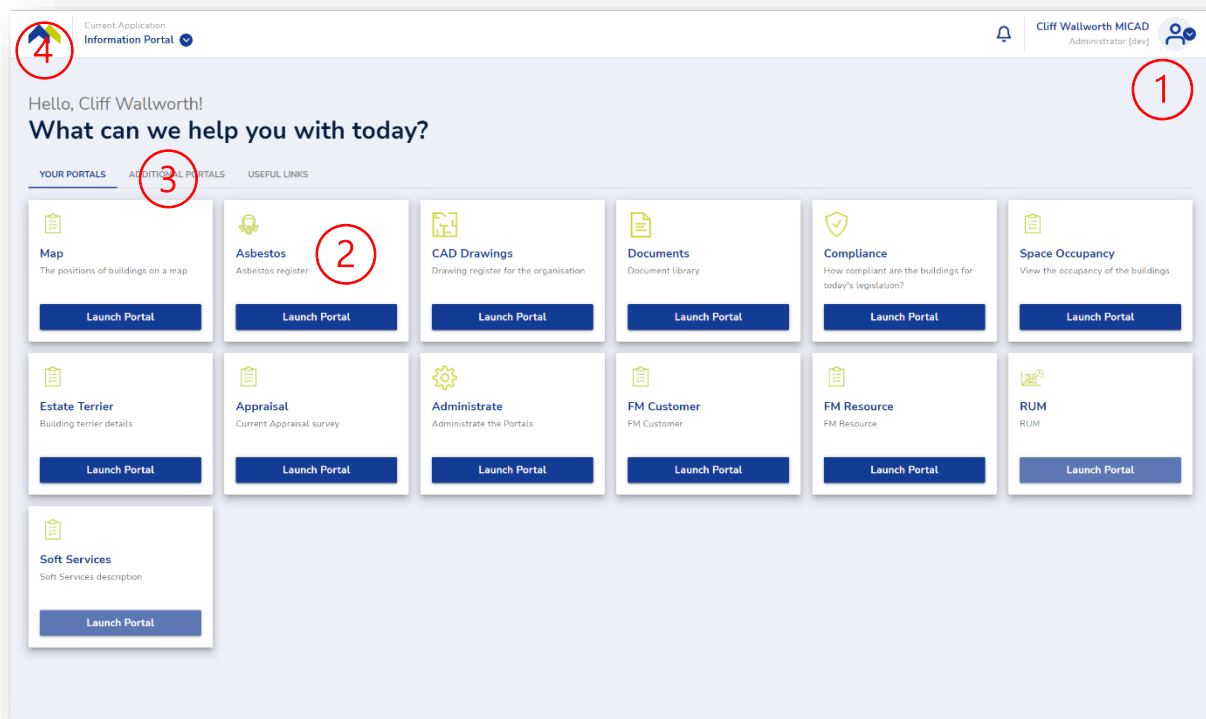 Current Application
Information Portal
Cliff Wallworth MICAD
Administrator [dev]
4
1
Hello, Cliff Wallworth!
What can we help you with today?
YOUR PORTALS
ADDITIONAL PORTALS
USEFUL LINKS
3
Map
The positions of buildings on a map
Launch Portal
Asbestos
Asbestos register
2
Launch Portal
CAD Drawings
Drawing register for the organisation
Launch Portal
Documents
Document library
Launch Portal
Compliance
How compliant are the buildings for
today's legislation?
Launch Portal
Space Occupancy
View the occupancy of the buildings
Launch Portal
Estate Terrier
Building terrier details
Launch Portal
Appraisal
Current Appraisal survey
Launch Portal
Administrate
Administrate the Portals
Launch Portal
FM Customer
FM Customer
Launch Portal
FM Resource
FM Resource
Launch Portal
RUM
RUM
Launch Portal
Soft Services
Soft Services description
Launch Portal